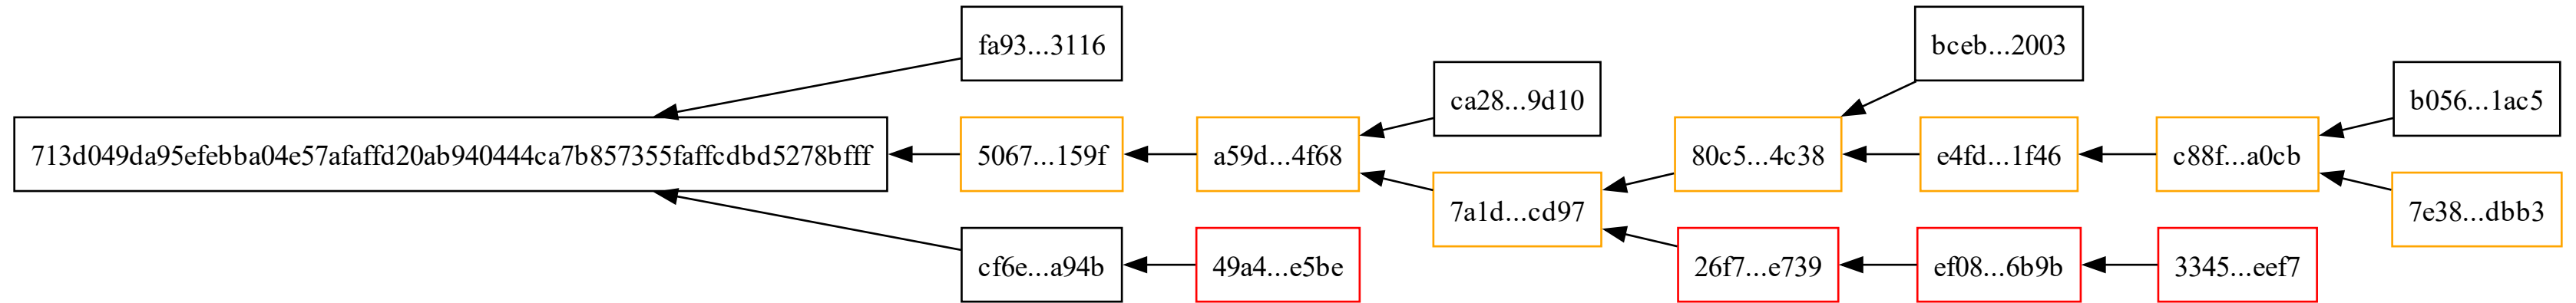 fa93...3116
bceb...2003
ca28...9d10
b056...1ac5
713d049da95efebba04e57afaffd20ab940444ca7b857355faffcdbd5278bfff
5067...159f
a59d...4f68
80c5...4c38
e4fd...1f46
c88f...a0cb
7a1d...cd97
7e38...dbb3
cf6e...a94b
49a4...e5be
26f7...e739
ef08...6b9b
3345...eef7